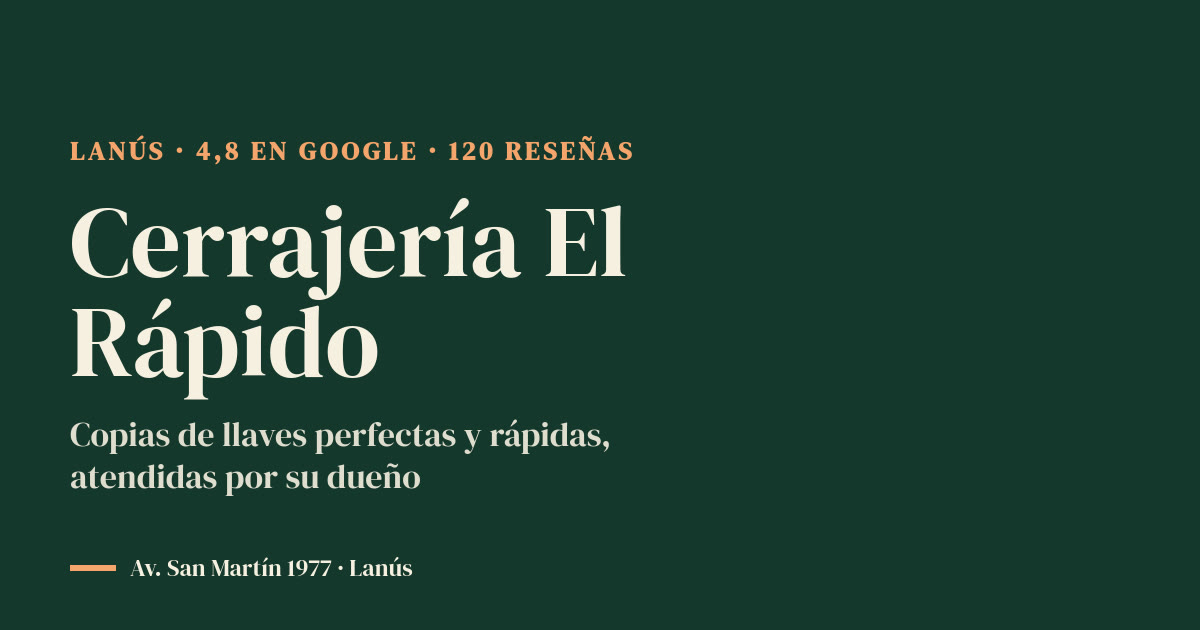 LANÚS · 4,8 EN GOOGLE · 120 RESEÑAS
Cerrajería El
Rápido
Copias de llaves perfectas y rápidas,
atendidas por su dueño
Av. San Martín 1977 · Lanús